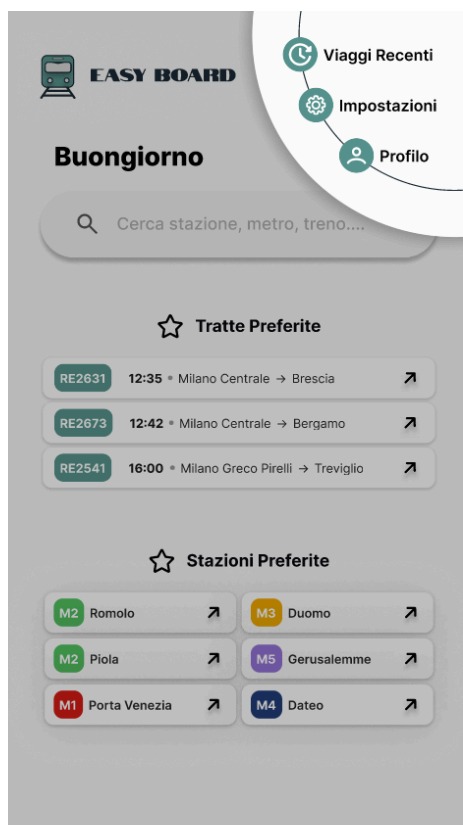 Viaggi Recenti
EASY BOARD
Impostazioni
Buongiorno
Profilo
Cerca stazione, metro, treno....
Tratte Preferite
RE2631 12:35 • Milano Centrale → Brescia
RE2673 12:42 • Milano Centrale → Bergamo
RE2541 16:00 • Milano Greco Pirelli → Treviglio
Stazioni Preferite
M2 Romolo
M3 Duomo
M2 Piola
M5 Gerusalemme
M1 Porta Venezia
M4 Dateo